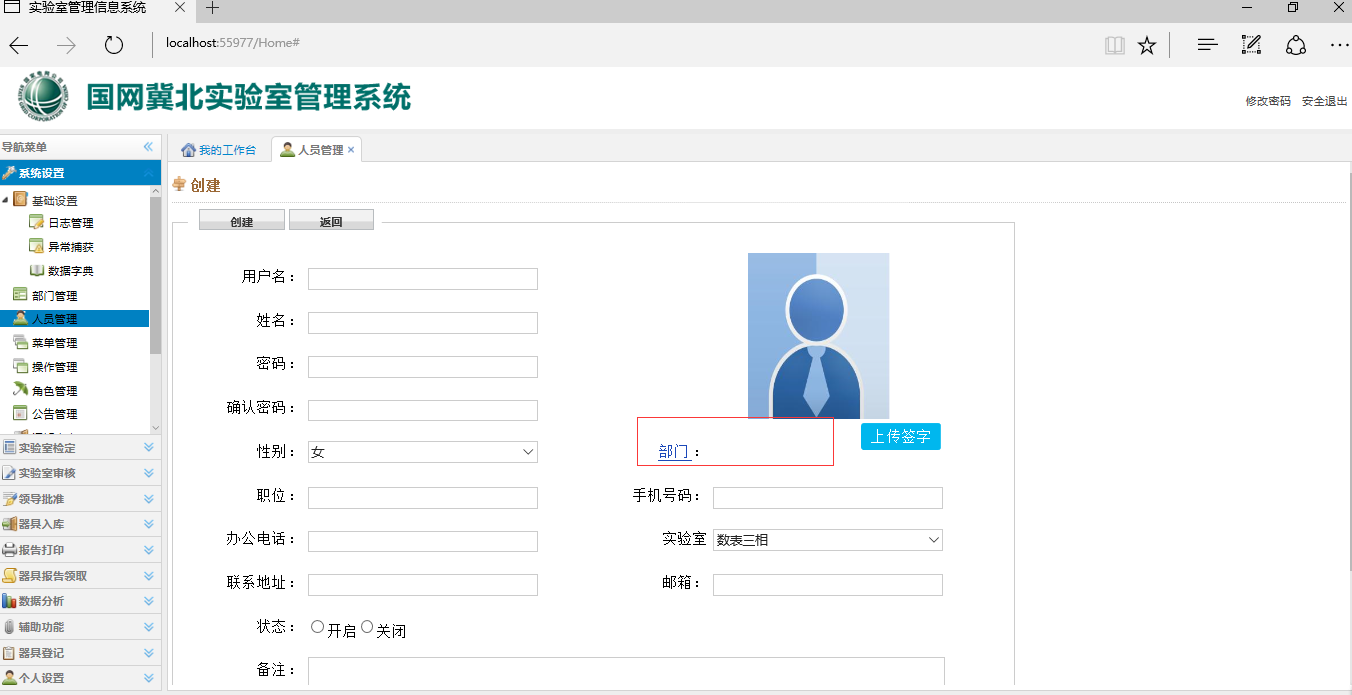 实验室管理信息系统
localhost:55977/Home#
国网冀北实验室管理系统
修改密码 安全退出
导航菜单
我的工作台
人员管理
系统设置
基础设置
日志管理
异常捕获
数据字典
部门管理
人员管理
菜单管理
操作管理
角色管理
公告管理
实验室检定
实验室审核
领导批准
器具入库
报告打印
器具报告领取
数据分析
辅助功能
器具登记
个人设置
创建
创建 返回
用户名：
姓名：
密码：
确认密码：
上传签字
性别： 女
部门：
职位：
手机号码：
办公电话：
实验室 数表三相
联系地址：
邮箱：
状态： 开启 关闭
备注：